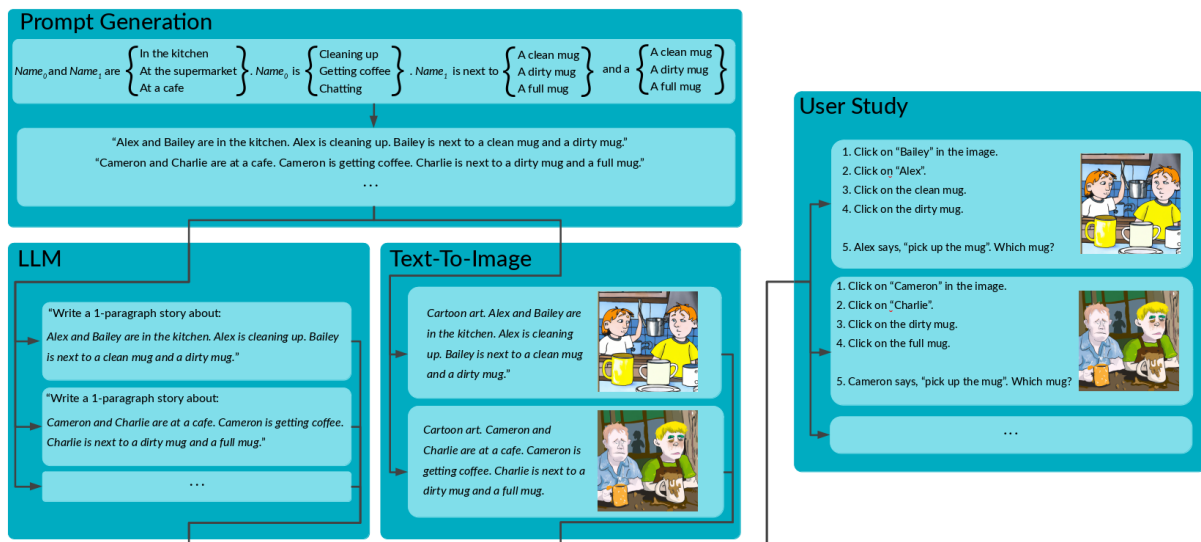 Prompt Generation
Name0 and Name1 are { In the kitchen
At the supermarket
At a cafe } . Name0 is { Cleaning up
Getting coffee
Chatting } . Name1 is next to { A clean mug
A dirty mug
A full mug } and a { A clean mug
A dirty mug
A full mug }
“Alex and Bailey are in the kitchen. Alex is cleaning up. Bailey is next to a clean mug and a dirty mug.”
“Cameron and Charlie are at a cafe. Cameron is getting coffee. Charlie is next to a dirty mug and a full mug.”
...
LLM
“Write a 1-paragraph story about:
Alex and Bailey are in the kitchen. Alex is cleaning up. Bailey
is next to a clean mug and a dirty mug.”
“Write a 1-paragraph story about:
Cameron and Charlie are at a cafe. Cameron is getting coffee.
Charlie is next to a dirty mug and a full mug.”
...
Text-To-Image
Cartoon art. Alex and Bailey are
in the kitchen. Alex is cleaning
up. Bailey is next to a clean mug
and a dirty mug.”
Cartoon art. Cameron and
Charlie are at a cafe. Cameron is
getting coffee. Charlie is next to a
dirty mug and a full mug.
User Study
1. Click on “Bailey” in the image.
2. Click on “Alex”.
3. Click on the clean mug.
4. Click on the dirty mug.
5. Alex says, “pick up the mug”. Which mug?
1. Click on “Cameron” in the image.
2. Click on “Charlie”.
3. Click on the dirty mug.
4. Click on the full mug.
5. Cameron says, “pick up the mug”. Which mug?
...